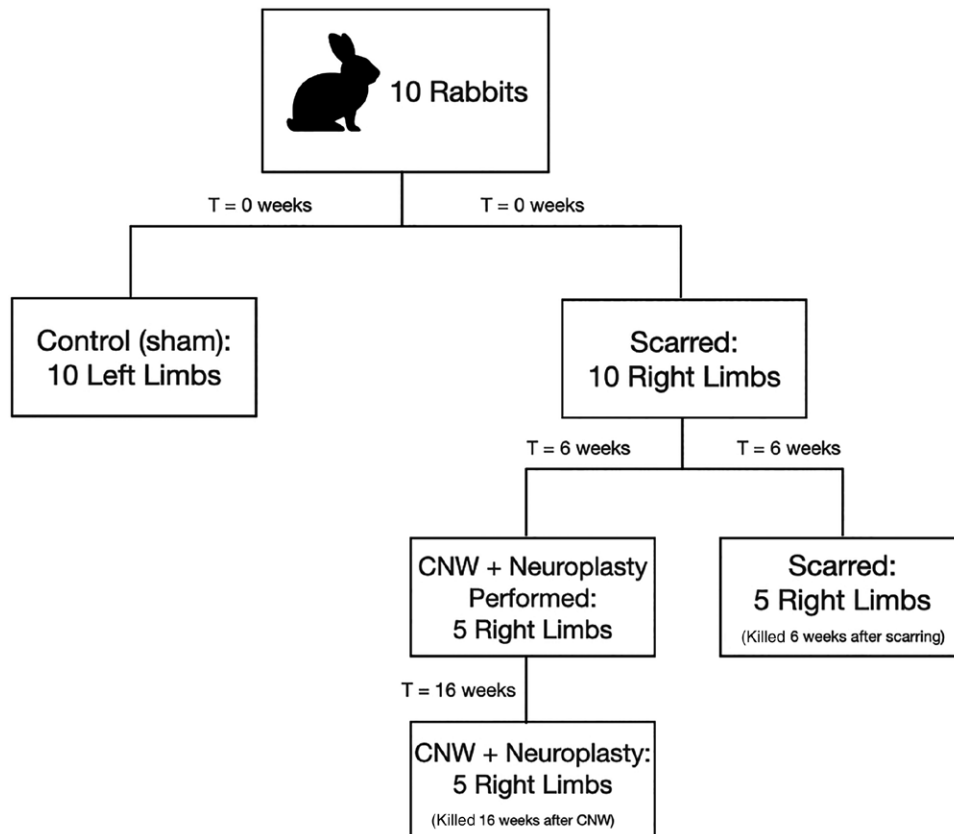 10 Rabbits
T = 0 weeks
T = 0 weeks
Control (sham):
10 Left Limbs
Scarred:
10 Right Limbs
T = 6 weeks
T = 6 weeks
CNW + Neuroplasty
Performed:
5 Right Limbs
Scarred:
5 Right Limbs
(Killed 6 weeks after scarring)
T = 16 weeks
CNW + Neuroplasty:
5 Right Limbs
(Killed 16 weeks after CNW)